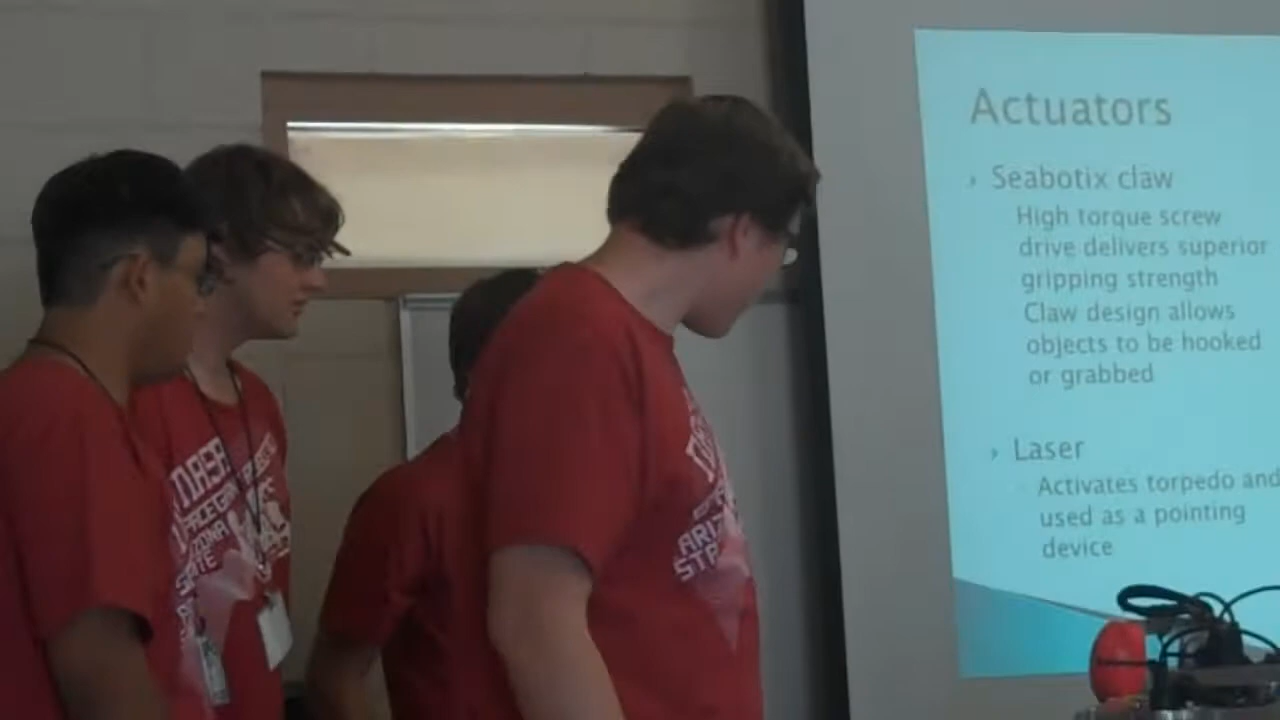 Actuators
Seabotix claw
High torque screw
drive delivers superior
gripping strength
Claw design allows
objects to be hooked
or grabbed
Laser
Activates torpedo and
used as a pointing
device
NASA